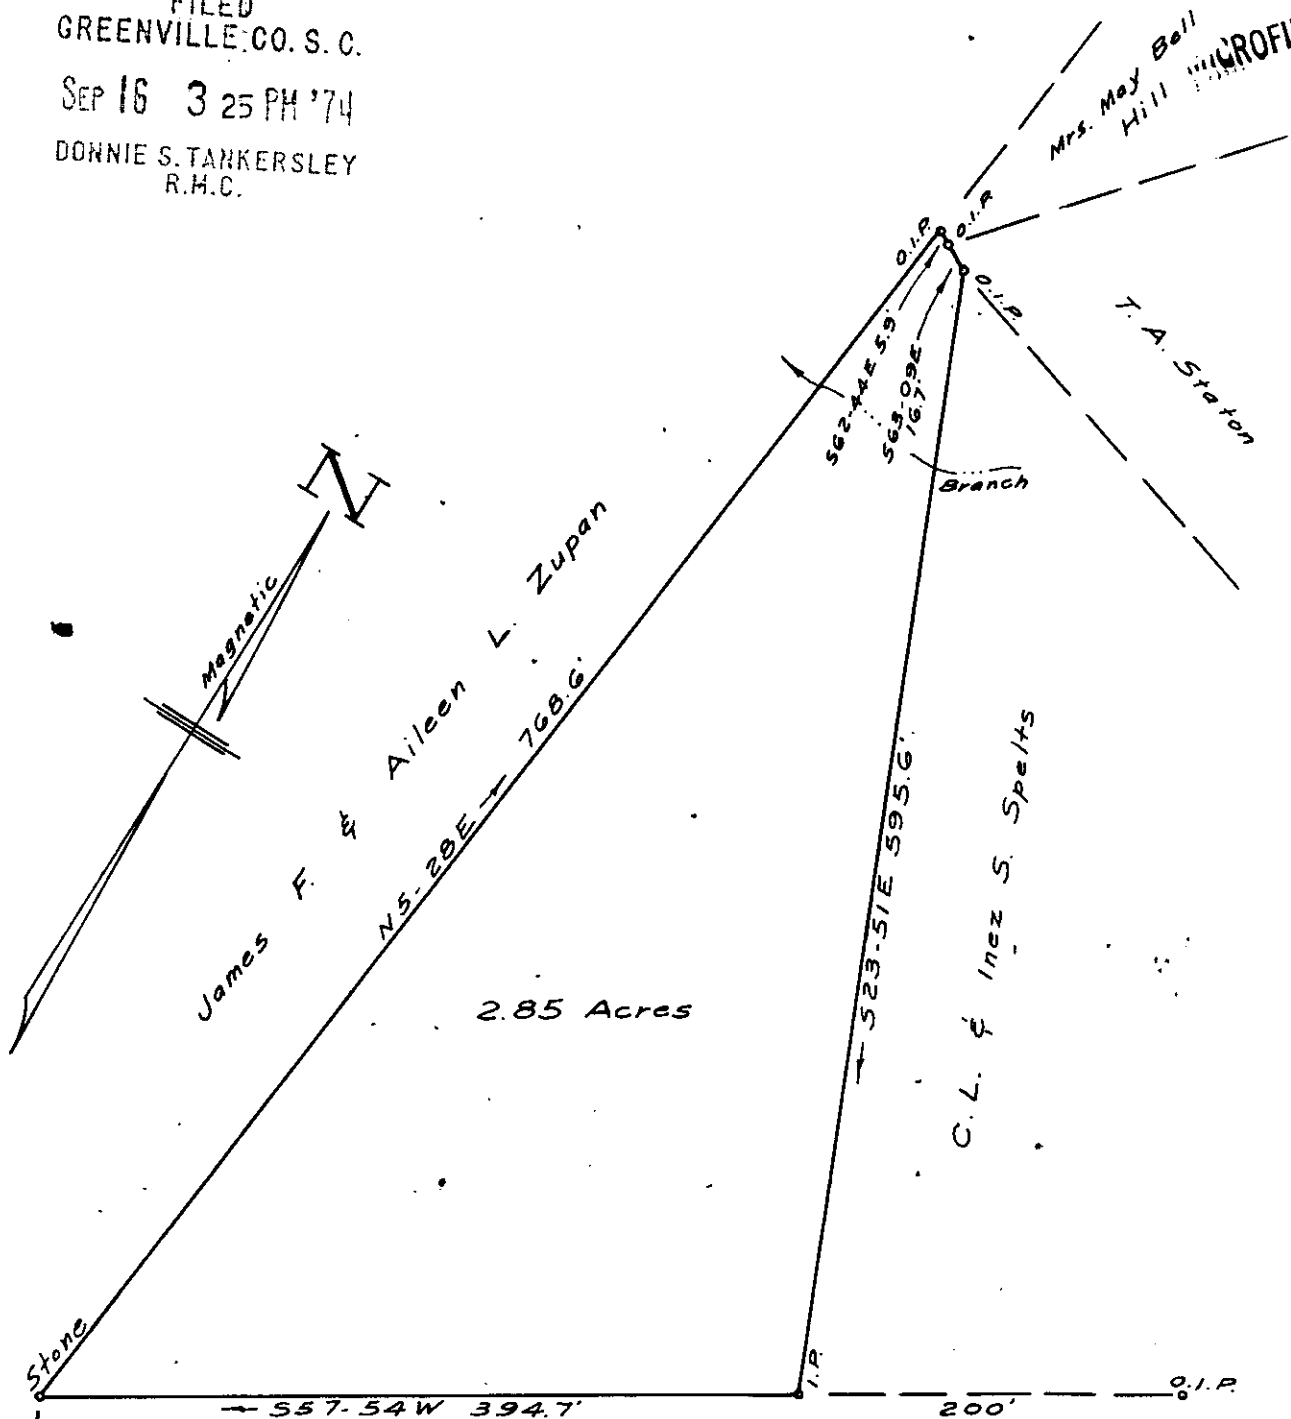 FILED
GREENVILLE CO. S. C.
SEP 16 3 25 PM '74
DONNIE S. TANKERSLEY
R.M.C.
Mrs. May Bell
Hill
O.I.P.
O.I.P.
O.I.P.
T. A. Staton
S62-44E 5.9'
S63-09E
16.7'
Branch
N
Magnetic
James F. & Aileen V. Zupan
N5-28E 768.6'
2.85 Acres
S23-51E 595.6'
C. L. & Inez S. Spelts
Stone
I.P.
O.I.P.
S57-54W 394.7'
200'